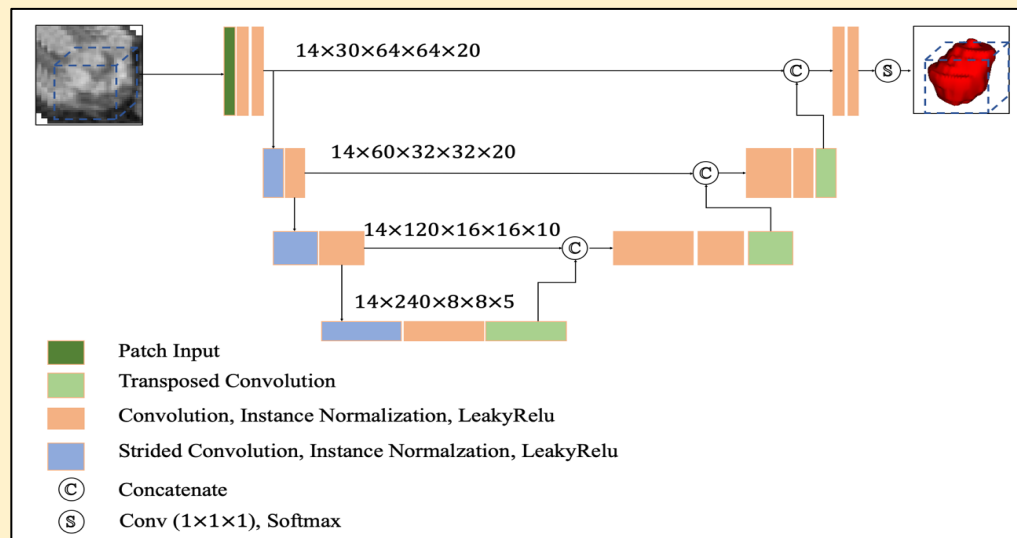 14×30×64×64×20
C
S
14×60×32×32×20
C
14×120×16×16×10
C
14×240×8×8×5
Patch Input
Transposed Convolution
Convolution, Instance Normalization, LeakyRelu
Strided Convolution, Instance Normalzation, LeakyRelu
C Concatenate
S Conv (1×1×1), Softmax